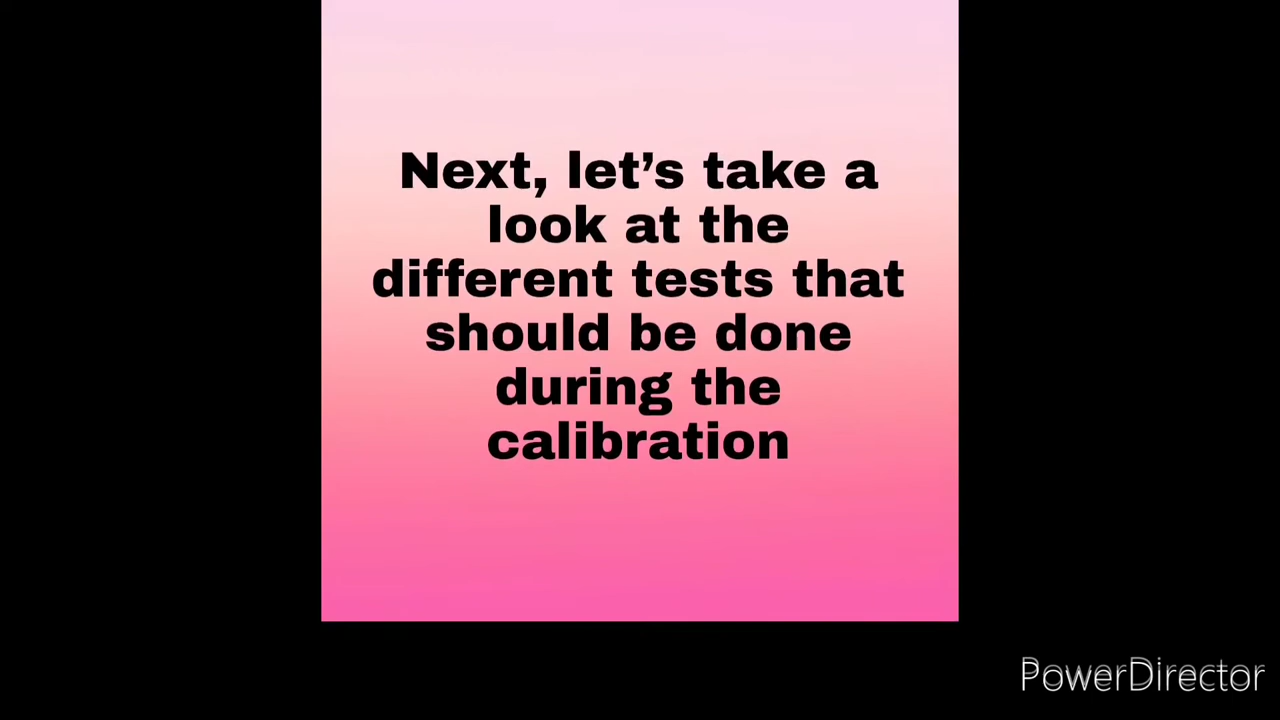 Next, let’s take a
look at the
different tests that
should be done
during the
calibration
PowerDirector